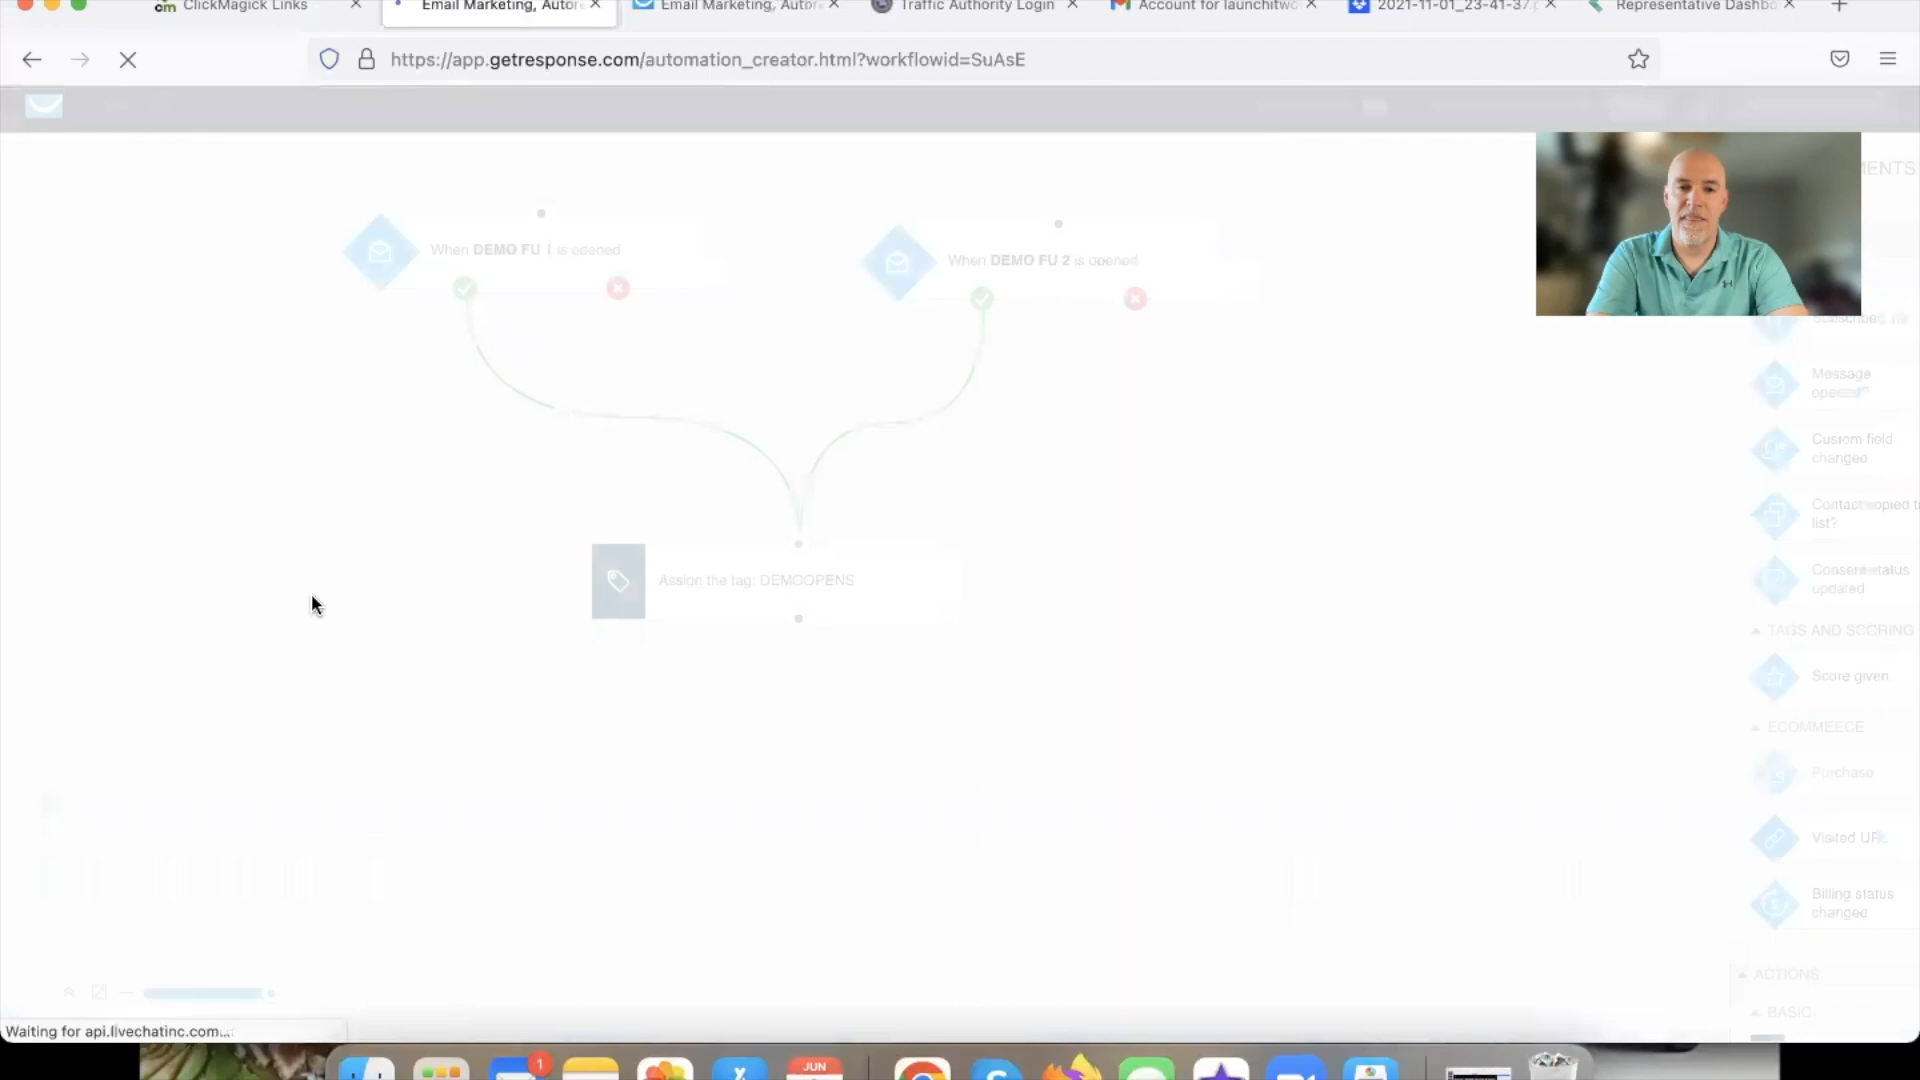 ClickMagick Links
Email Marketing, Autor
Email Marketing, Autor
Traffic Authority Login
Account for launchitwo
2021-11-01_23-41-37.p
Representative Dashbo
https://app.getresponse.com/automation_creator.html?workflowid=SuAsE
MENTS
When DEMO FU 1 is opened
When DEMO FU 2 is opened
Message
opened
Custom field
changed
Contact copied to
list?
Consent status
updated
TAGS AND SCORING
Assign the tag: DEMOOPENS
Score given
Purchase
Visited URL
Billing status
changed
ACTIONS
BASIC
Waiting for api.livechatinc.com...
1
JUN